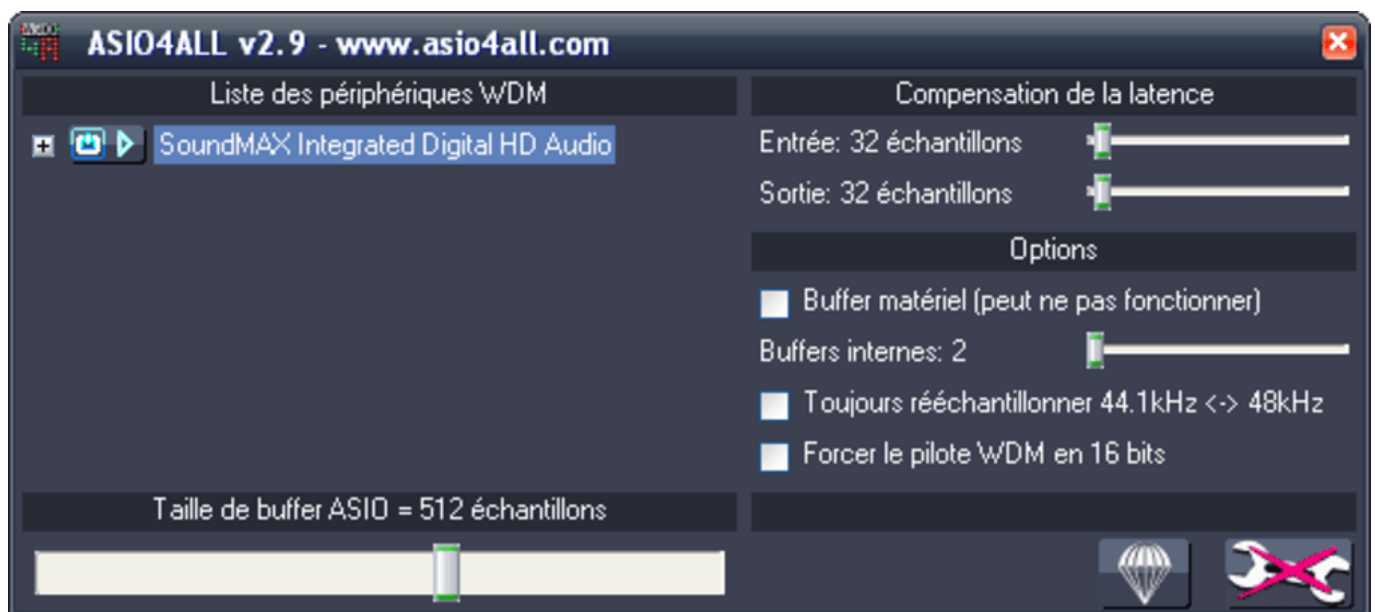 ASIO4ALL v2.9 - www.asio4all.com
Liste des périphériques WDM
SoundMAX Integrated Digital HD Audio
Compensation de la latence
Entrée: 32 échantillons
Sortie: 32 échantillons
Options
Buffer matériel (peut ne pas fonctionner)
Buffers internes: 2
Toujours rééchantillonner 44.1kHz <-> 48kHz
Forcer le pilote WDM en 16 bits
Taille de buffer ASIO = 512 échantillons